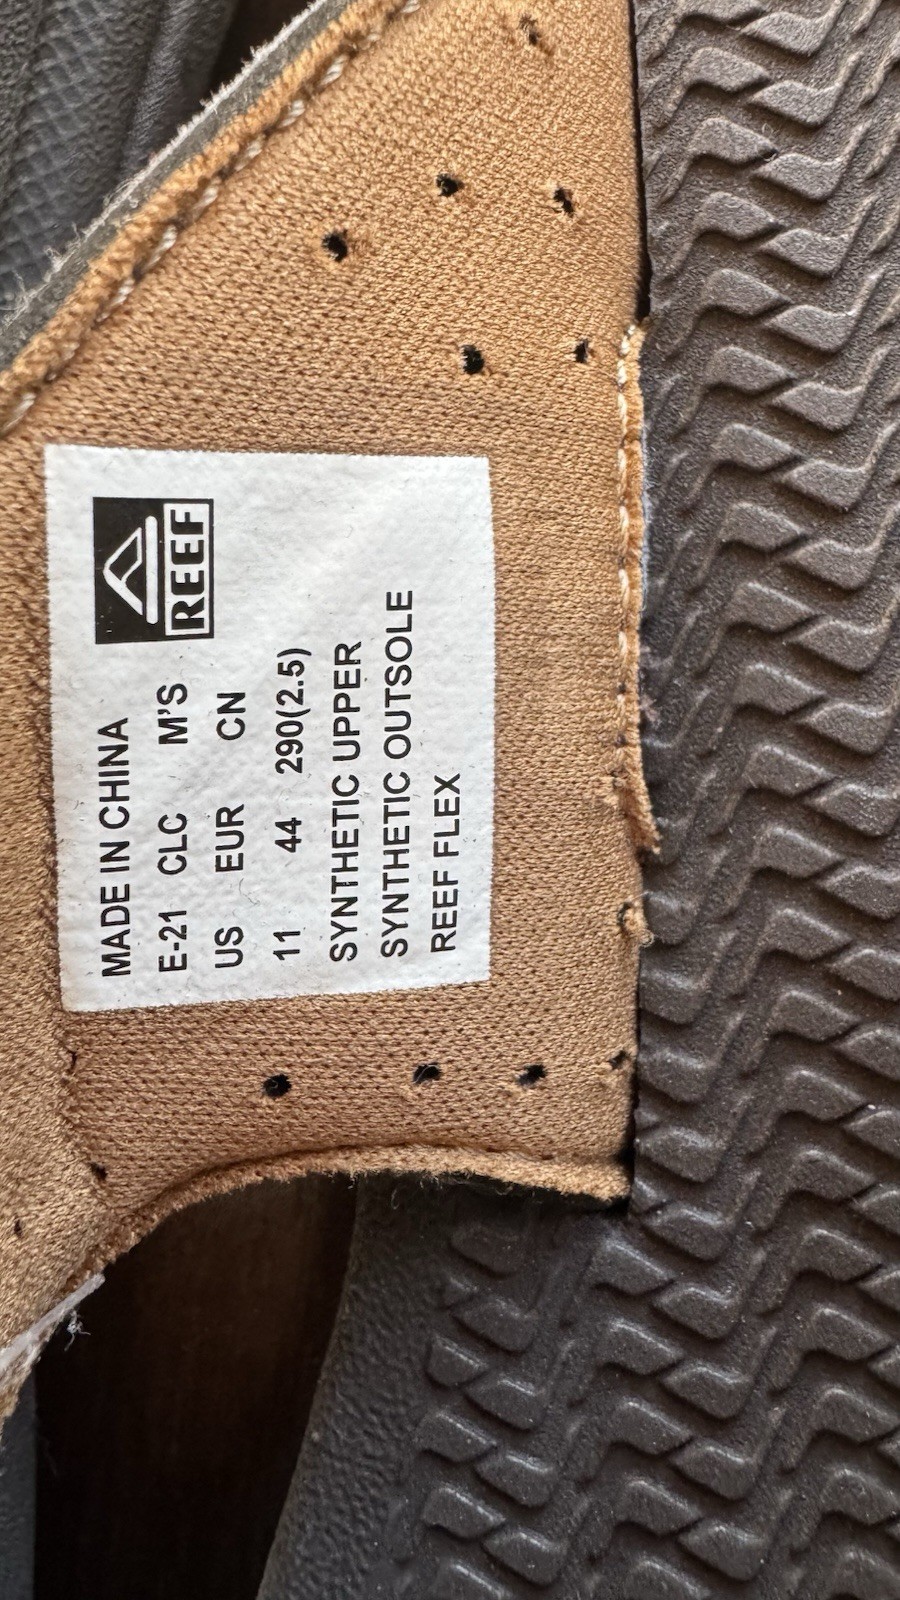 REEF
MADE IN CHINA
E-21 CLC M'S
US EUR CN
11 44 290(2.5)
SYNTHETIC UPPER
SYNTHETIC OUTSOLE
REEF FLEX